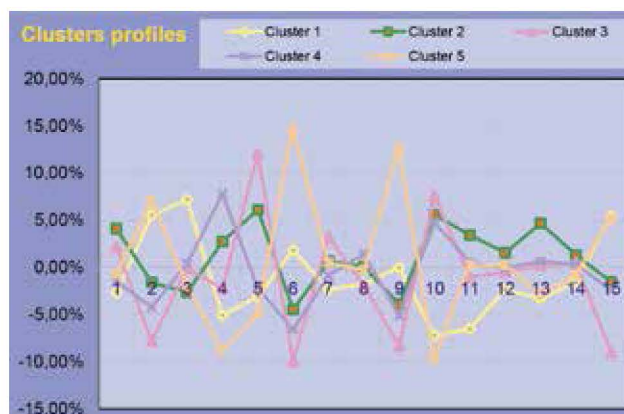 Clusters profiles
Cluster 1 Cluster 2 Cluster 3
Cluster 4 Cluster 5
20,00%
15,00%
10,00%
5,00%
0,00%
1 2 3 4 5 6 7 8 9 10 11 12 13 14 15
-5,00%
-10,00%
-15,00%